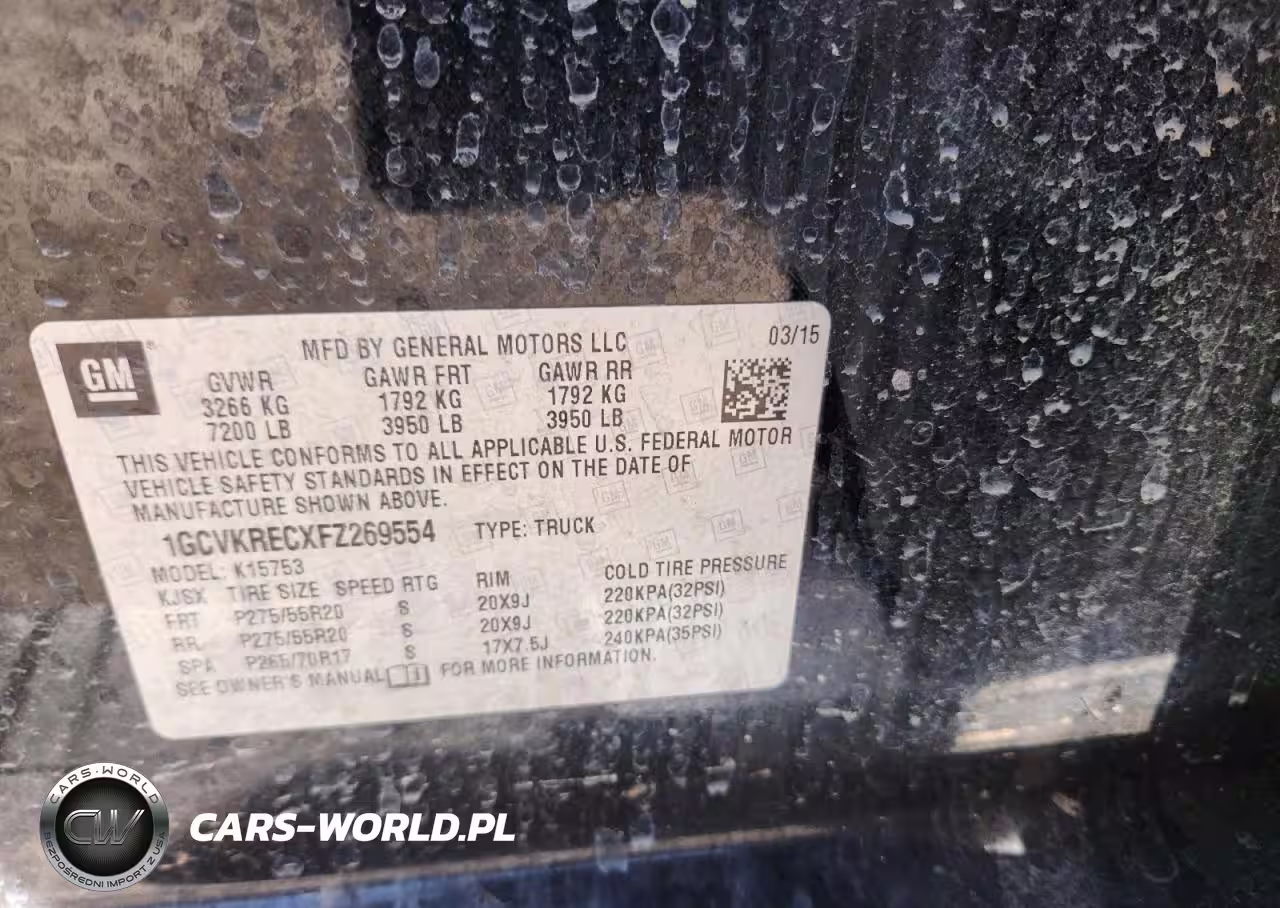 GM
MFD BY GENERAL MOTORS LLC 03/15
GVWR GAWR FRT GAWR RR
3266 KG 1792 KG 1792 KG
7200 LB 3950 LB 3950 LB
THIS VEHICLE CONFORMS TO ALL APPLICABLE U.S. FEDERAL MOTOR
VEHICLE SAFETY STANDARDS IN EFFECT ON THE DATE OF
MANUFACTURE SHOWN ABOVE.
1GCVKRECXFZ269554 TYPE: TRUCK
MODEL: K15753
KJSX TIRE SIZE SPEED RTG RIM COLD TIRE PRESSURE
FRT P275/55R20 S 20X9J 220KPA(32PSI)
RR P275/55R20 S 20X9J 220KPA(32PSI)
SPA P265/70R17 S 17X7.5J 240KPA(35PSI)
SEE OWNER'S MANUAL FOR MORE INFORMATION.
CARS-WORLD
CW
BEZPOŚREDNI IMPORT Z USA
CARS-WORLD.PL